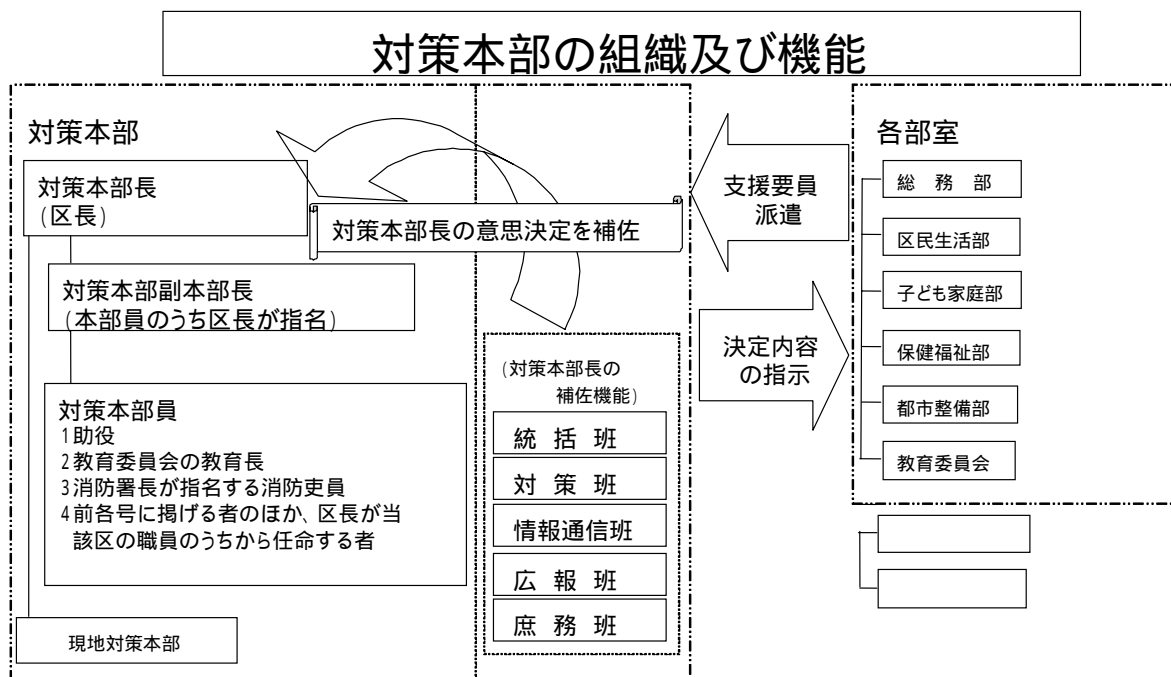 対策本部の組織及び機能
対策本部
対策本部長
(区長)
対策本部長の意思決定を補佐
対策本部副本部長
(本部員のうち区長が指名)
対策本部員
1助役
2教育委員会の教育長
3消防署長が指名する消防吏員
4前各号に掲げる者のほか、区長が当
該区の職員のうちから任命する者
現地対策本部
(対策本部長の
補佐機能)
統 括 班
対 策 班
情報通信班
広 報 班
庶 務 班
支援要員
派遣
決定内容
の指示
各部室
総 務 部
区民生活部
子ども家庭部
保健福祉部
都市整備部
教育委員会